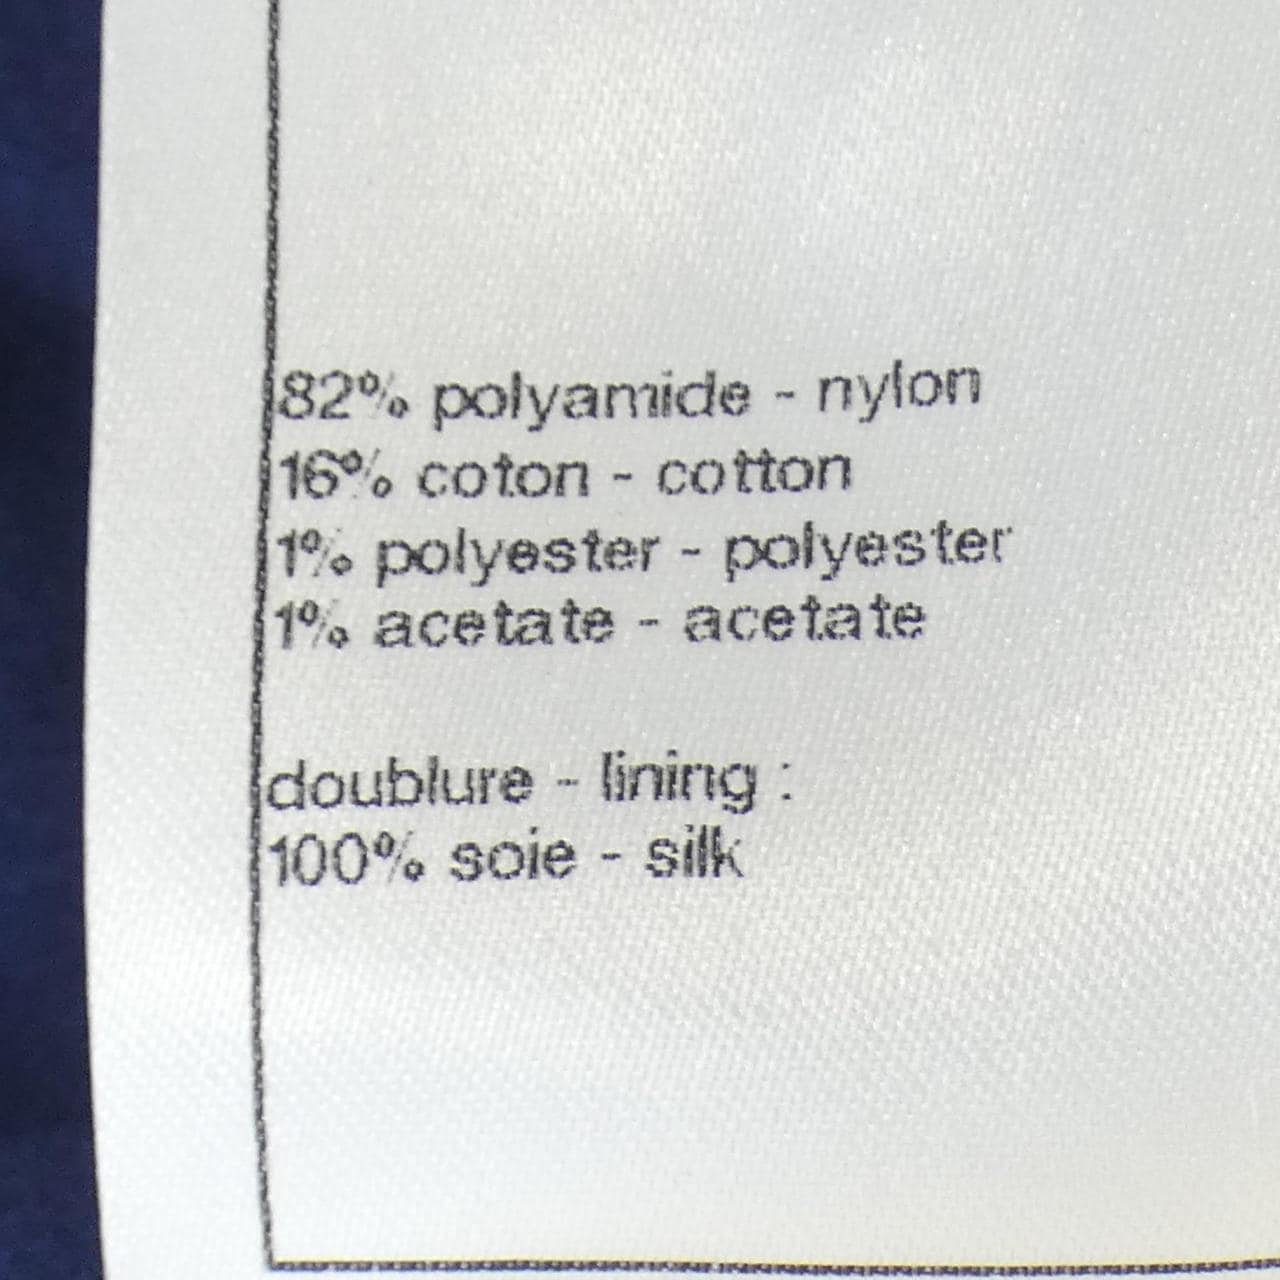 82% polyamide - nylon
16% coton - cotton
1% polyester - polyester
1% acetate - acetate
doublure - lining :
100% soie - silk